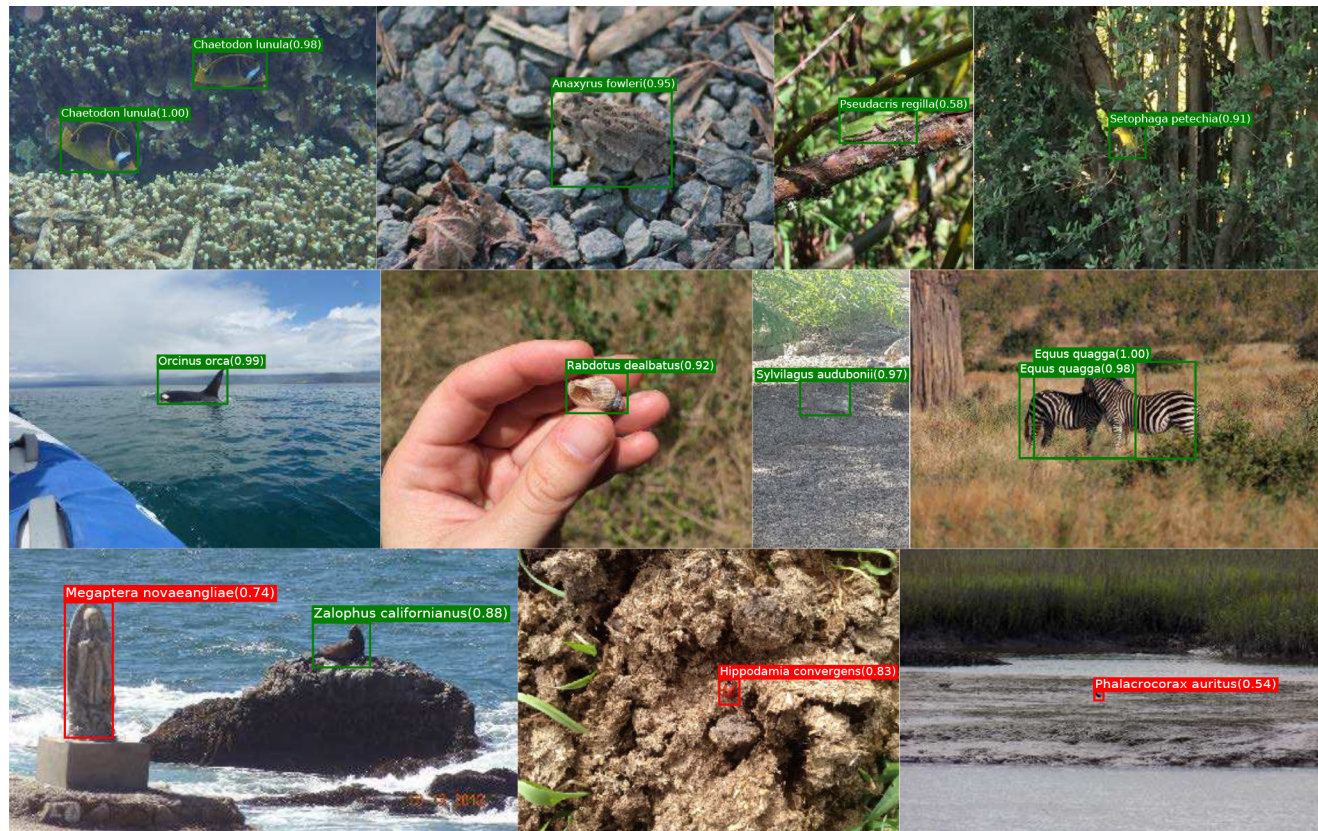 Chaetodon lunula(0.98)
Chaetodon lunula(1.00)
Anaxyrus fowleri(0.95)
Pseudacris regilla(0.58)
Setophaga petechia(0.91)
Orcinus orca(0.99)
Rabdotus dealbatus(0.92)
Sylvilagus audubonii(0.97)
Equus quagga(1.00)
Equus quagga(0.98)
Megaptera novaeangliae(0.74)
Zalophus californianus(0.88)
Hippodamia convergens(0.83)
Phalacrocorax auritus(0.54)